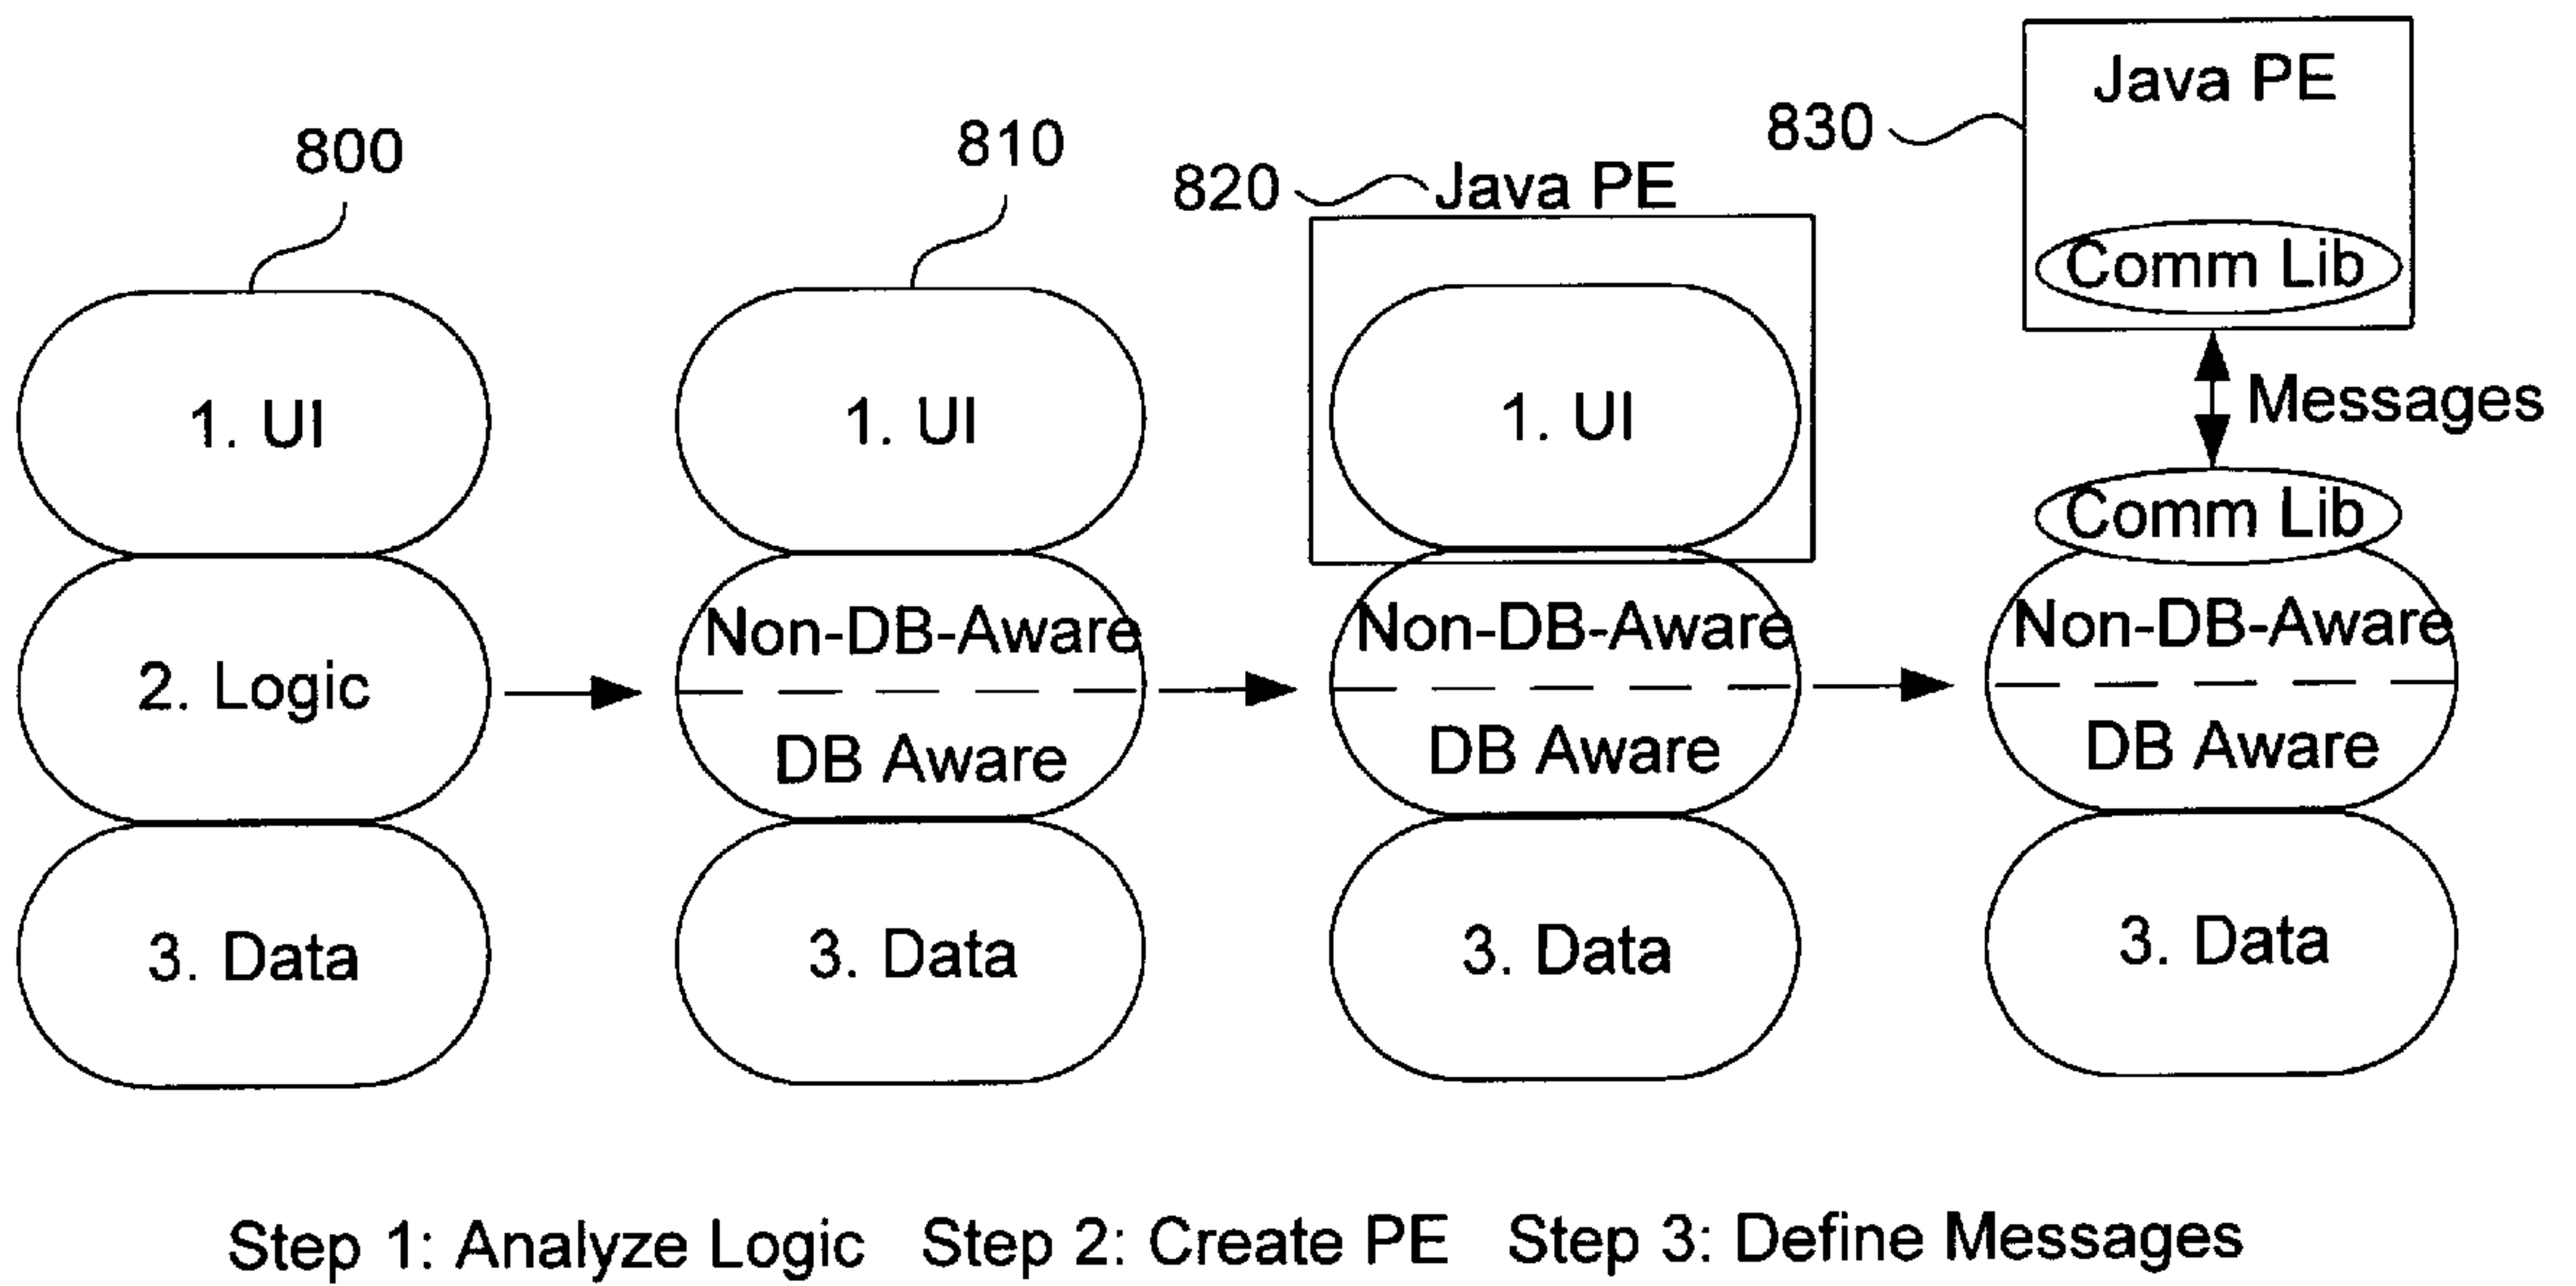 800
1. UI
2. Logic
3. Data
810
1. UI
Non-DB-Aware
DB Aware
3. Data
820 Java PE
1. UI
Non-DB-Aware
DB Aware
3. Data
830
Java PE
Comm Lib
Messages
Comm Lib
Non-DB-Aware
DB Aware
3. Data
Step 1: Analyze Logic Step 2: Create PE Step 3: Define Messages